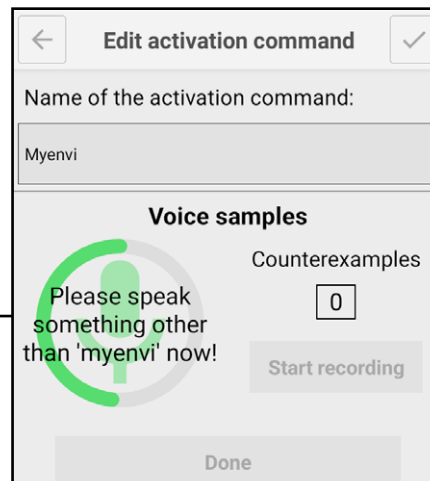 Edit activation command
Name of the activation command:
Myenvi
Voice samples
Please speak
something other
than 'myenvi' now!
Counterexamples
0
Start recording
Done